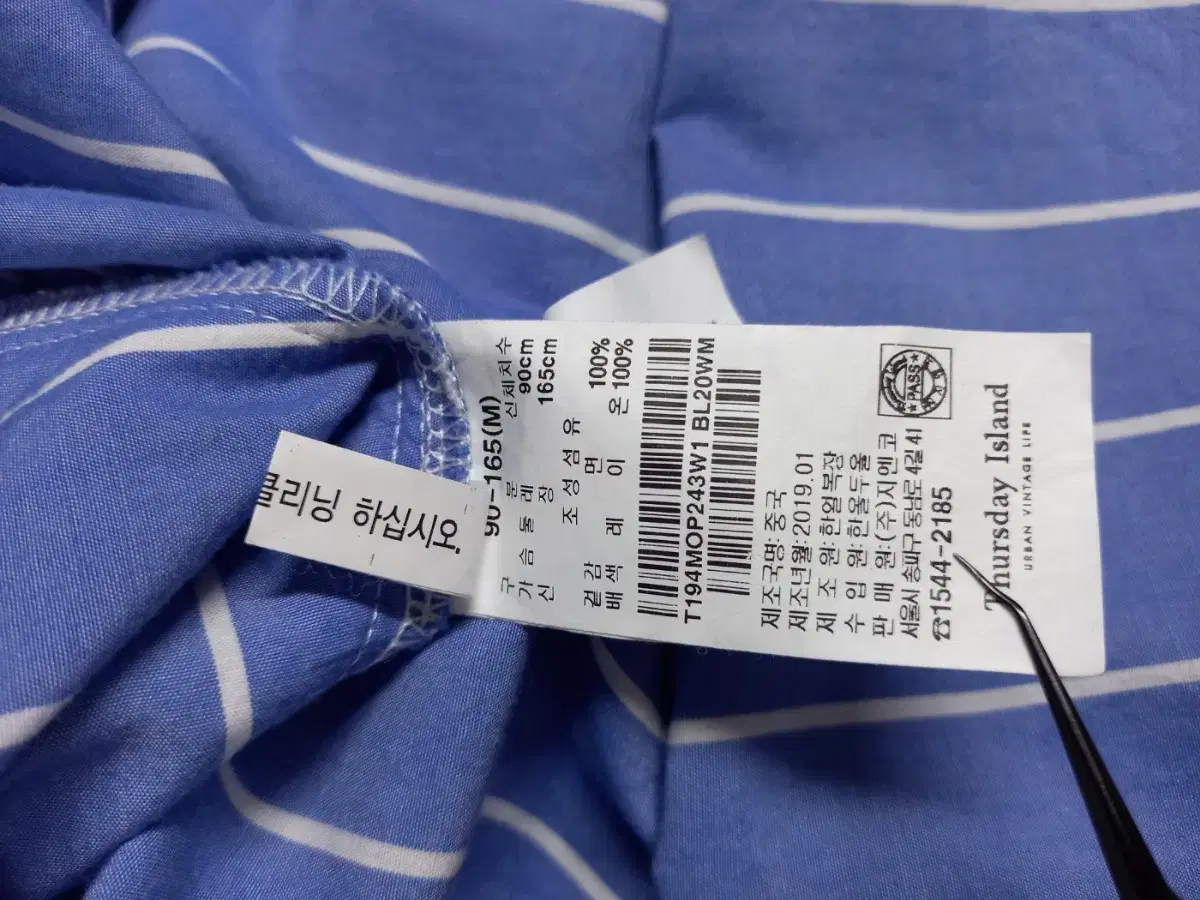 90-165(M)
구 분 신체치수
가 슴 둘 레 90cm
신 장 165cm
조 성 섬 유
겉 감 면 100%
배 색 레 이 온 100%
T194MOP243W1 BL20WM
제조국명: 중국
제조년월: 2019.01
제 조 원: 한얼복장
수 입 원: 한울두울
판 매 원: (주)지엔코
서울시 송파구 동남로 4길 41
☎1544-2185
PASS
Thursday Island
URBAN VINTAGE LIFE
클리닝 하십시오.